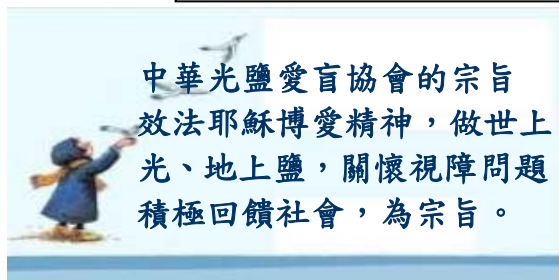 中華光鹽愛盲協會的宗旨
效法耶穌博愛精神，做世上
光、地上鹽，關懷視障問題
積極回饋社會，為宗旨。